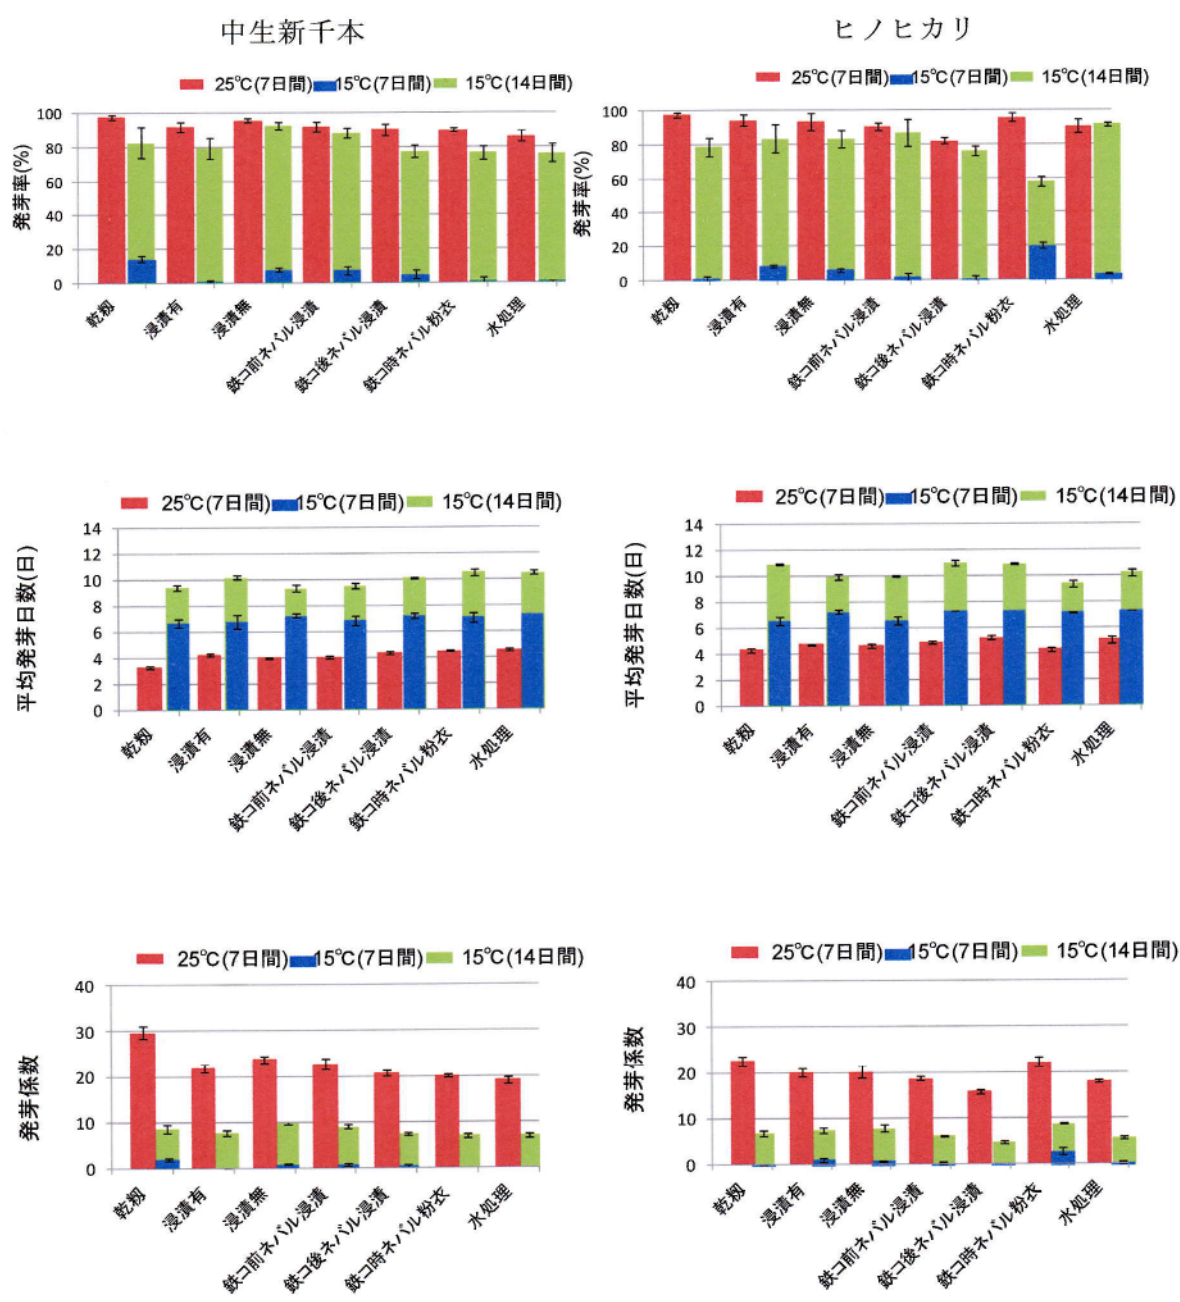 中生新千本
25℃(7日間) 15℃(7日間) 15℃(14日間)
発芽率(%)
100
80
60
40
20
0
乾籾
浸漬有
浸漬無
鉄コ前ネバル浸漬
鉄コ後ネバル浸漬
鉄コ時ネバル粉衣
水処理
ヒノヒカリ
25℃(7日間) 15℃(7日間) 15℃(14日間)
発芽率(%)
100
80
60
40
20
0
乾籾
浸漬有
浸漬無
鉄コ前ネバル浸漬
鉄コ後ネバル浸漬
鉄コ時ネバル粉衣
水処理
25℃(7日間) 15℃(7日間) 15℃(14日間)
平均発芽日数(日)
14
12
10
8
6
4
2
0
乾籾
浸漬有
浸漬無
鉄コ前ネバル浸漬
鉄コ後ネバル浸漬
鉄コ時ネバル粉衣
水処理
25℃(7日間) 15℃(7日間) 15℃(14日間)
平均発芽日数(日)
14
12
10
8
6
4
2
0
乾籾
浸漬有
浸漬無
鉄コ前ネバル浸漬
鉄コ後ネバル浸漬
鉄コ時ネバル粉衣
水処理
25℃(7日間) 15℃(7日間) 15℃(14日間)
発芽係数
40
30
20
10
0
乾籾
浸漬有
浸漬無
鉄コ前ネバル浸漬
鉄コ後ネバル浸漬
鉄コ時ネバル粉衣
水処理
25℃(7日間) 15℃(7日間) 15℃(14日間)
発芽係数
40
30
20
10
0
乾籾
浸漬有
浸漬無
鉄コ前ネバル浸漬
鉄コ後ネバル浸漬
鉄コ時ネバル粉衣
水処理